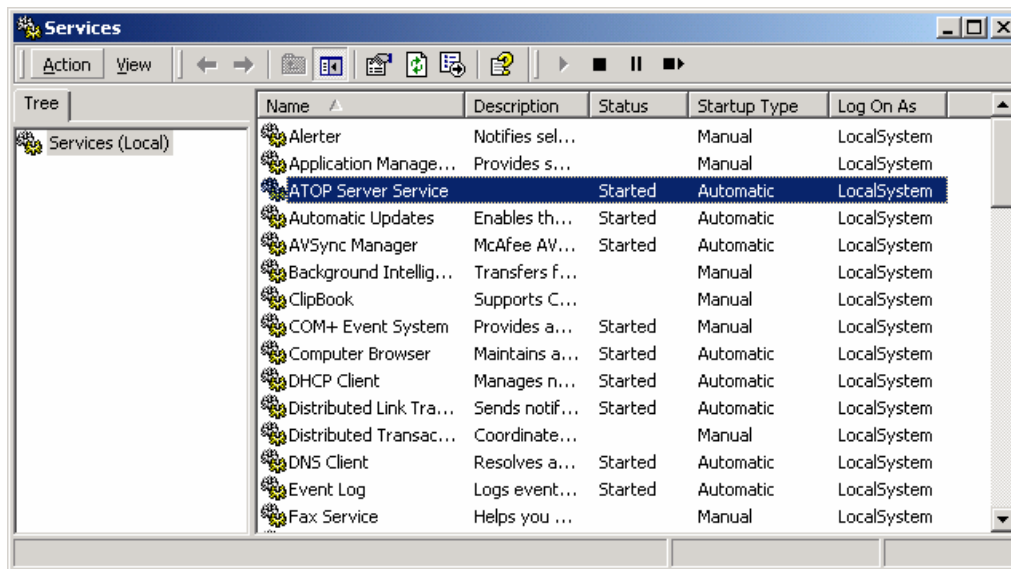 Services
Action View
Tree
Name Description Status Startup Type Log On As
Services (Local)
Alerter Notifies sel... Manual LocalSystem
Application Manage... Provides s... Manual LocalSystem
ATOP Server Service Started Automatic LocalSystem
Automatic Updates Enables th... Started Automatic LocalSystem
AVSync Manager McAfee AV... Started Automatic LocalSystem
Background Intellig... Transfers f... Manual LocalSystem
ClipBook Supports C... Manual LocalSystem
COM+ Event System Provides a... Started Manual LocalSystem
Computer Browser Maintains a... Started Automatic LocalSystem
DHCP Client Manages n... Started Automatic LocalSystem
Distributed Link Tra... Sends notif... Started Automatic LocalSystem
Distributed Transac... Coordinate... Manual LocalSystem
DNS Client Resolves a... Started Automatic LocalSystem
Event Log Logs event... Started Automatic LocalSystem
Fax Service Helps you ... Manual LocalSystem